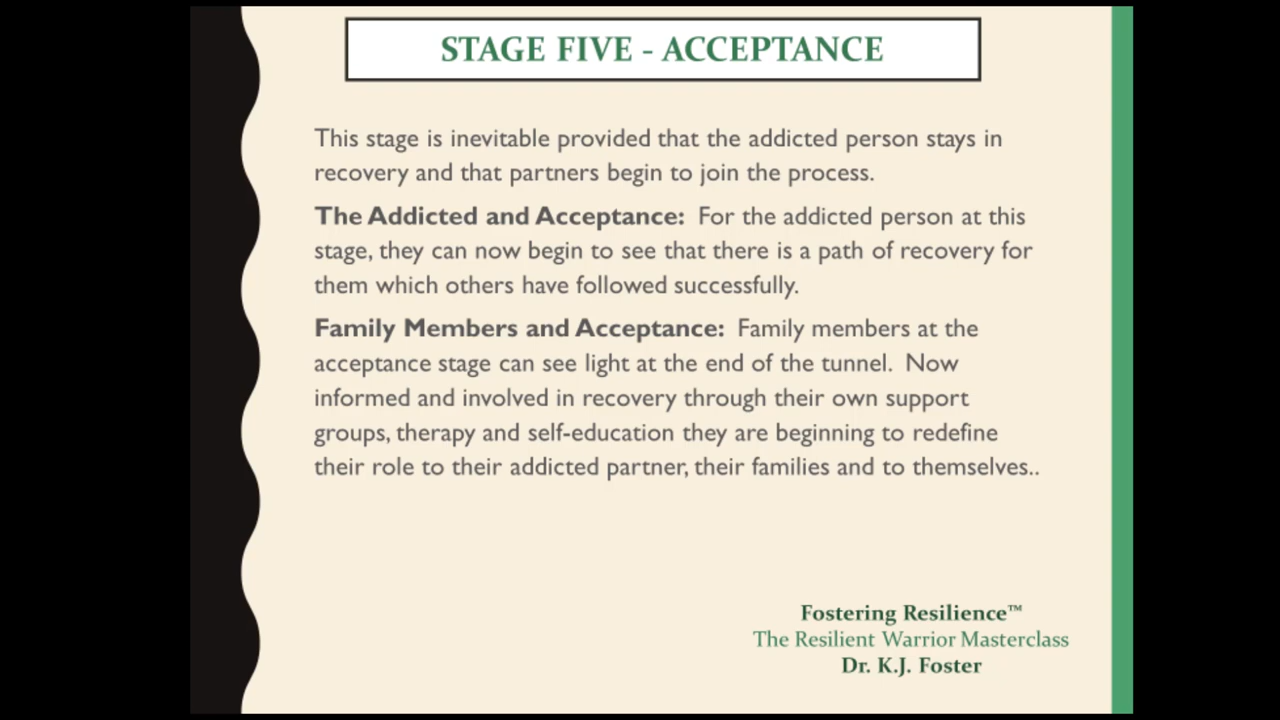 STAGE FIVE - ACCEPTANCE
This stage is inevitable provided that the addicted person stays in
recovery and that partners begin to join the process.
The Addicted and Acceptance: For the addicted person at this
stage, they can now begin to see that there is a path of recovery for
them which others have followed successfully.
Family Members and Acceptance: Family members at the
acceptance stage can see light at the end of the tunnel. Now
informed and involved in recovery through their own support
groups, therapy and self-education they are beginning to redefine
their role to their addicted partner, their families and to themselves..
Fostering Resilience™
The Resilient Warrior Masterclass
Dr. K.J. Foster